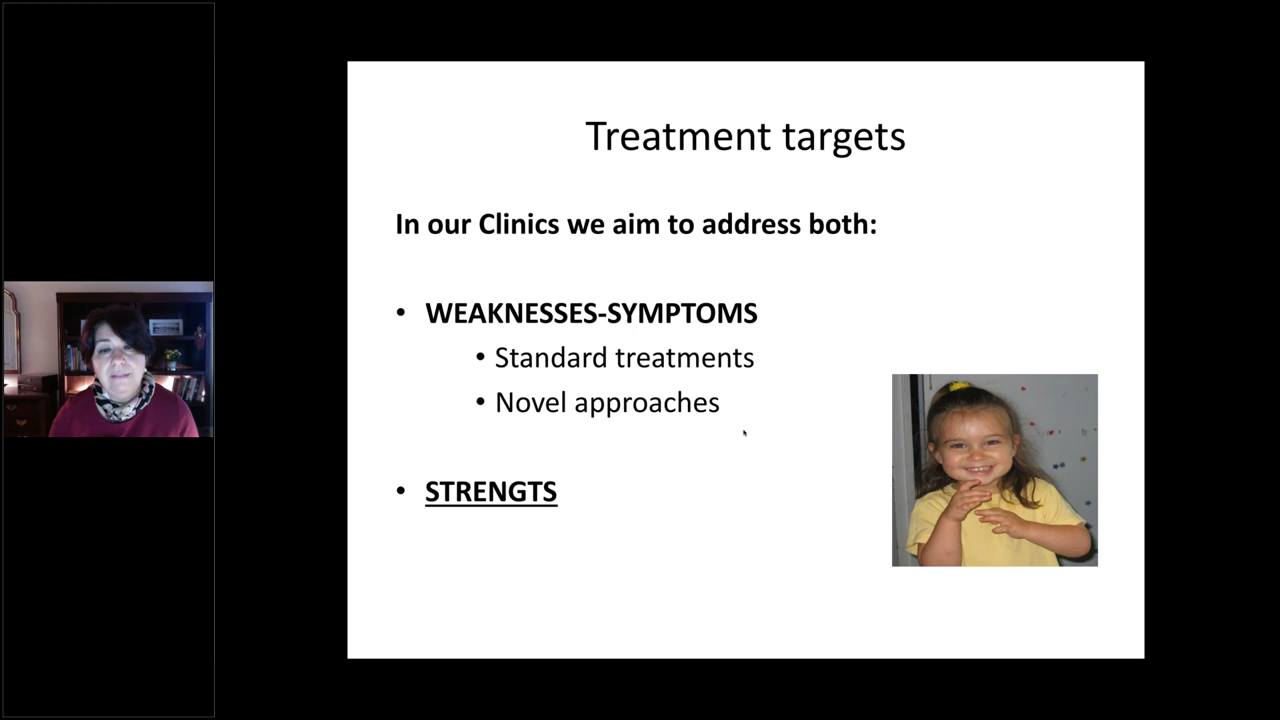 Treatment targets
In our Clinics we aim to address both:
• WEAKNESSES-SYMPTOMS
• Standard treatments
• Novel approaches
• STRENGTS